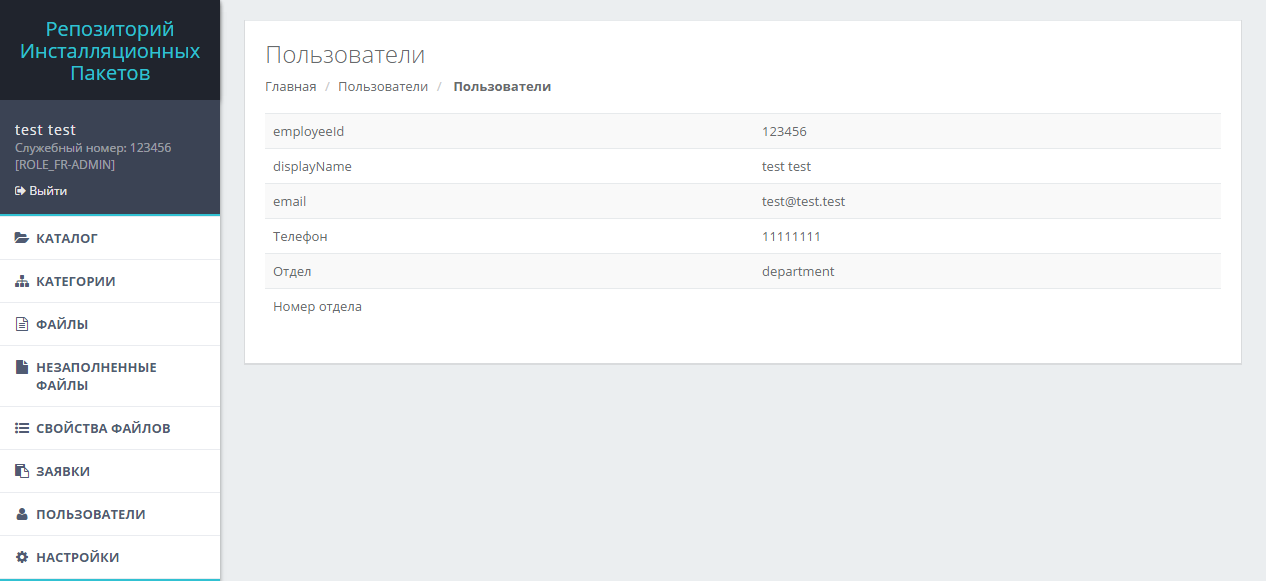 Репозиторий
Инсталляционных
Пакетов
test test
Служебный номер: 123456
[ROLE_FR-ADMIN]
Выйти
КАТАЛОГ
КАТЕГОРИИ
ФАЙЛЫ
НЕЗАПОЛНЕННЫЕ
ФАЙЛЫ
СВОЙСТВА ФАЙЛОВ
ЗАЯВКИ
ПОЛЬЗОВАТЕЛИ
НАСТРОЙКИ
Пользователи
Главная / Пользователи / Пользователи
employeeId 123456
displayName test test
email test@test.test
Телефон 11111111
Отдел department
Номер отдела